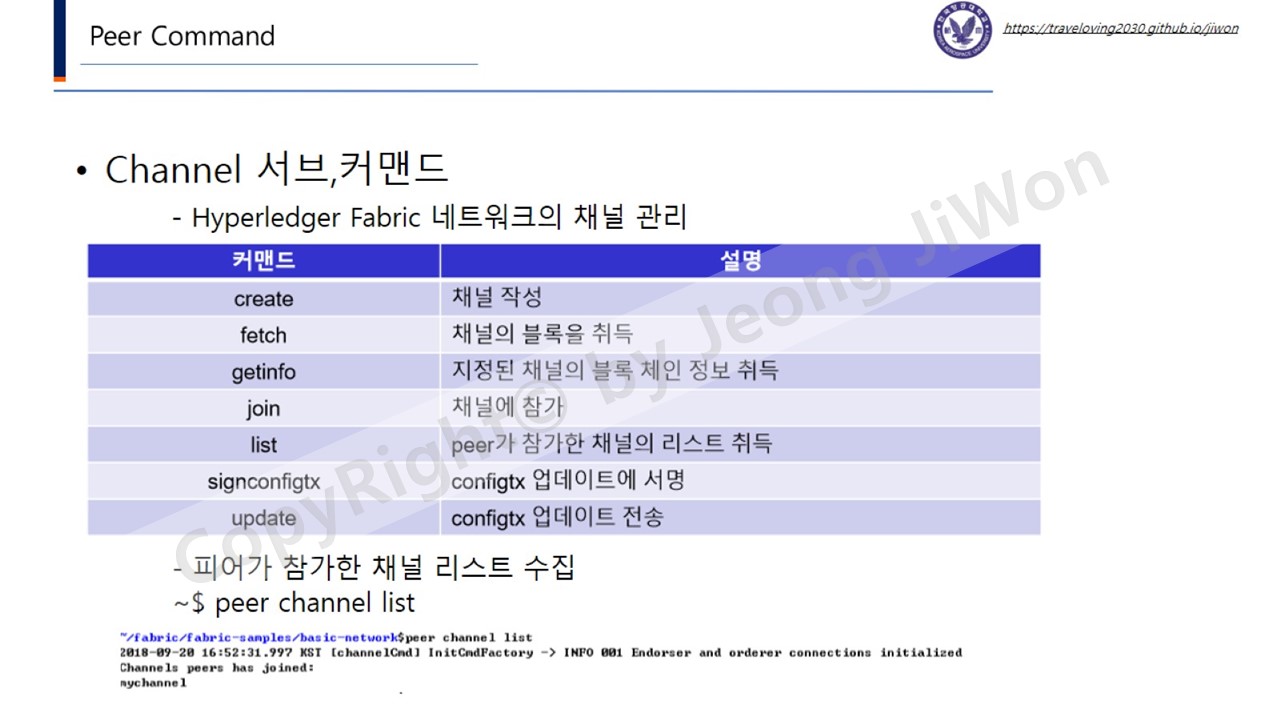 Peer Command
https://traveloving2030.github.io/jiwon
• Channel 서브,커맨드
- Hyperledger Fabric 네트워크의 채널 관리
커맨드 설명
create 채널 작성
fetch 채널의 블록을 취득
getinfo 지정된 채널의 블록 체인 정보 취득
join 채널에 참가
list peer가 참가한 채널의 리스트 취득
signconfigtx configtx 업데이트에 서명
update configtx 업데이트 전송
- 피어가 참가한 채널 리스트 수집
~$ peer channel list
~/fabric/fabric-samples/basic-network$peer channel list
2018-09-20 16:52:31.997 KST [channelCmd] InitCmdFactory -> INFO 001 Endorser and orderer connections initialized
Channels peers has joined:
mychannel
CopyRight© by Jeong JiWon